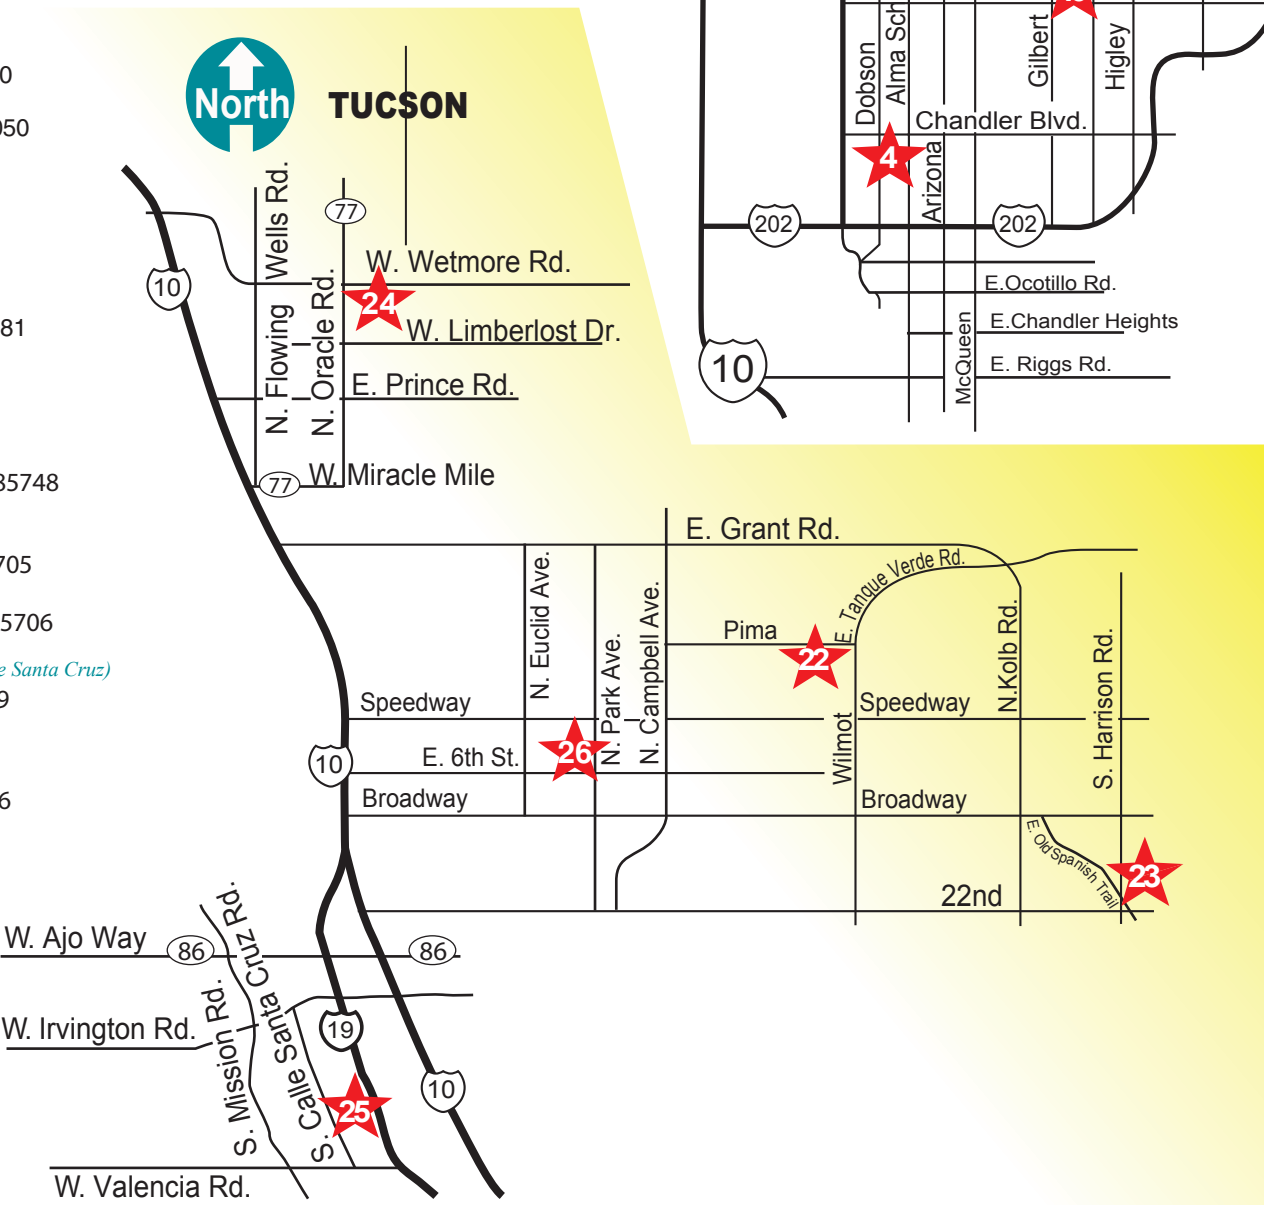 0
050
81
85748
705
5706
e Santa Cruz)
9
6
North
TUCSON
77
W. Wetmore Rd.
10
24
N. Flowing Wells Rd.
N. Oracle Rd.
W. Limberlost Dr.
E. Prince Rd.
77
W. Miracle Mile
E. Grant Rd.
E. Tanque Verde Rd.
N. Euclid Ave.
N. Park Ave.
N. Campbell Ave.
Pima
22
N.Kolb Rd.
S. Harrison Rd.
Speedway
Speedway
Wilmot
10
E. 6th St.
26
Broadway
Broadway
E. Old Spanish Trail
23
22nd
W. Ajo Way
86
86
S. Mission Rd.
S. Calle Santa Cruz Rd.
W. Irvington Rd.
19
10
25
W. Valencia Rd.
Dobson
Alma Sch
Gilbert
Higley
Chandler Blvd.
4
Arizona
202
202
E.Ocotillo Rd.
McQueen
E.Chandler Heights
10
E. Riggs Rd.